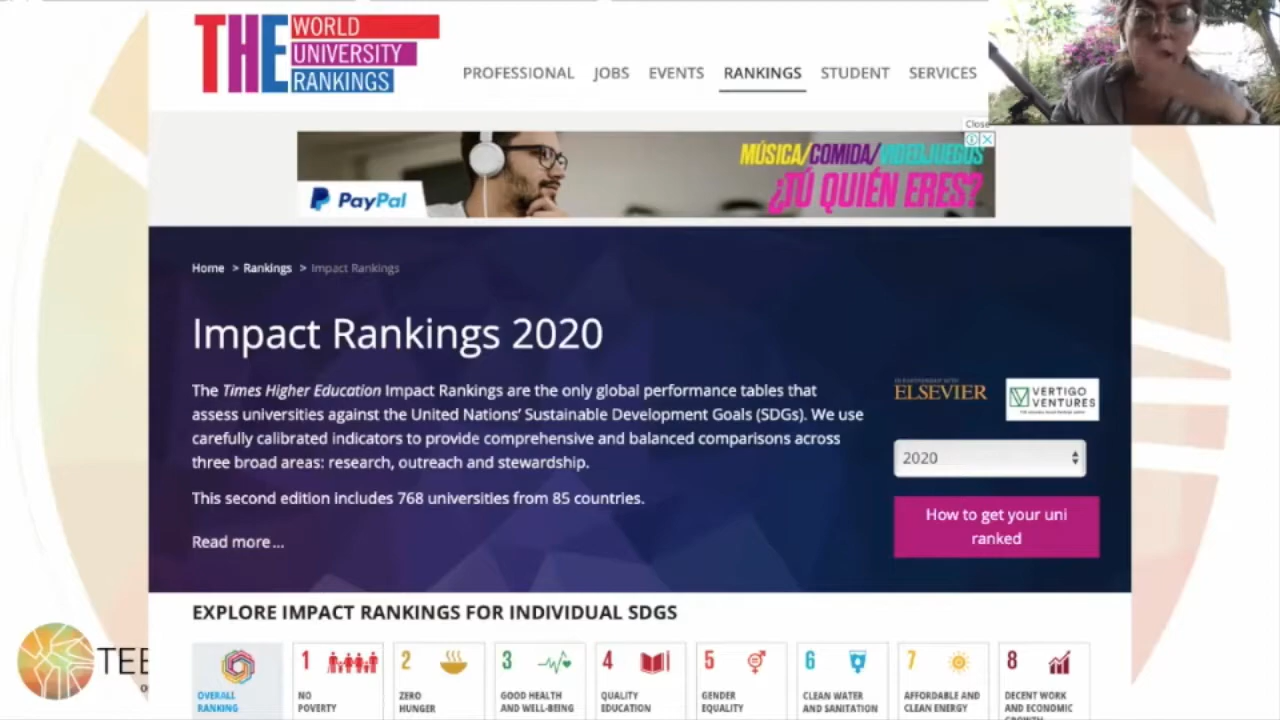 THE WORLD
UNIVERSITY
RANKINGS
PROFESSIONAL JOBS EVENTS RANKINGS STUDENT SERVICES
Close
PayPal
MÚSICA/COMIDA/VIDEOJUEGOS
¿TÚ QUIÉN ERES?
Home > Rankings > Impact Rankings
Impact Rankings 2020
The Times Higher Education Impact Rankings are the only global performance tables that
assess universities against the United Nations’ Sustainable Development Goals (SDGs). We use
carefully calibrated indicators to provide comprehensive and balanced comparisons across
three broad areas: research, outreach and stewardship.
This second edition includes 768 universities from 85 countries.
Read more...
ELSEVIER
VERTIGO
VENTURES
2020
How to get your uni
ranked
EXPLORE IMPACT RANKINGS FOR INDIVIDUAL SDGS
OVERALL
RANKING
1
NO
POVERTY
2
ZERO
HUNGER
3
GOOD HEALTH
AND WELL-BEING
4
QUALITY
EDUCATION
5
GENDER
EQUALITY
6
CLEAN WATER
AND SANITATION
7
AFFORDABLE AND
CLEAN ENERGY
8
DECENT WORK
AND ECONOMIC
TEE